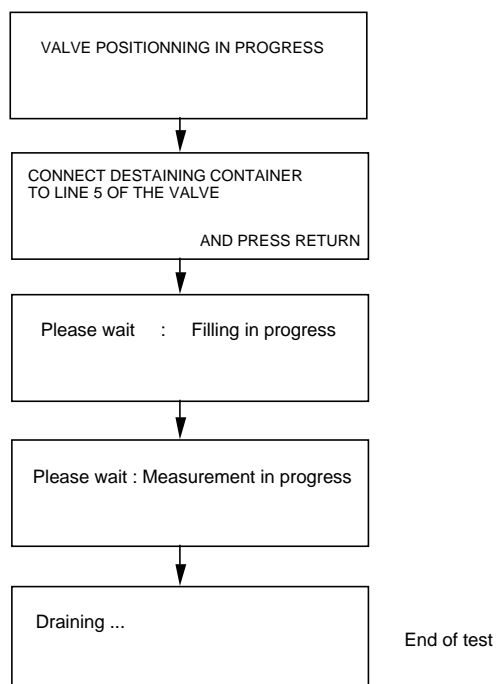 VALVE POSITIONNING IN PROGRESS
CONNECT DESTAINING CONTAINER
TO LINE 5 OF THE VALVE
AND PRESS RETURN
Please wait : Filling in progress
Please wait : Measurement in progress
Draining ...
End of test